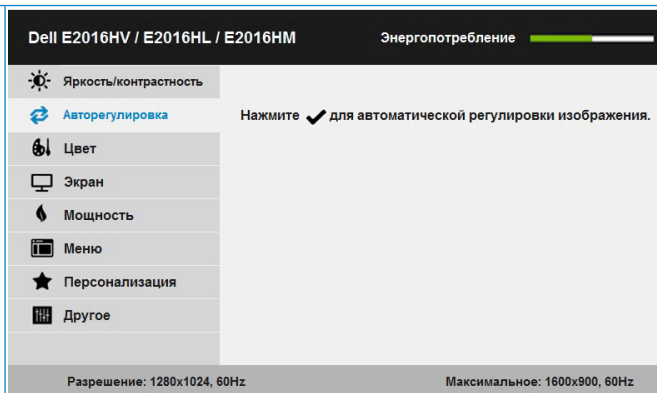 Dell E2016HV / E2016HL / E2016HM Энергопотребление
Яркость/контрастность
Авторегулировка
Нажмите для автоматической регулировки изображения.
Цвет
Экран
Мощность
Меню
Персонализация
Другое
Разрешение: 1280x1024, 60Hz Максимальное: 1600x900, 60Hz